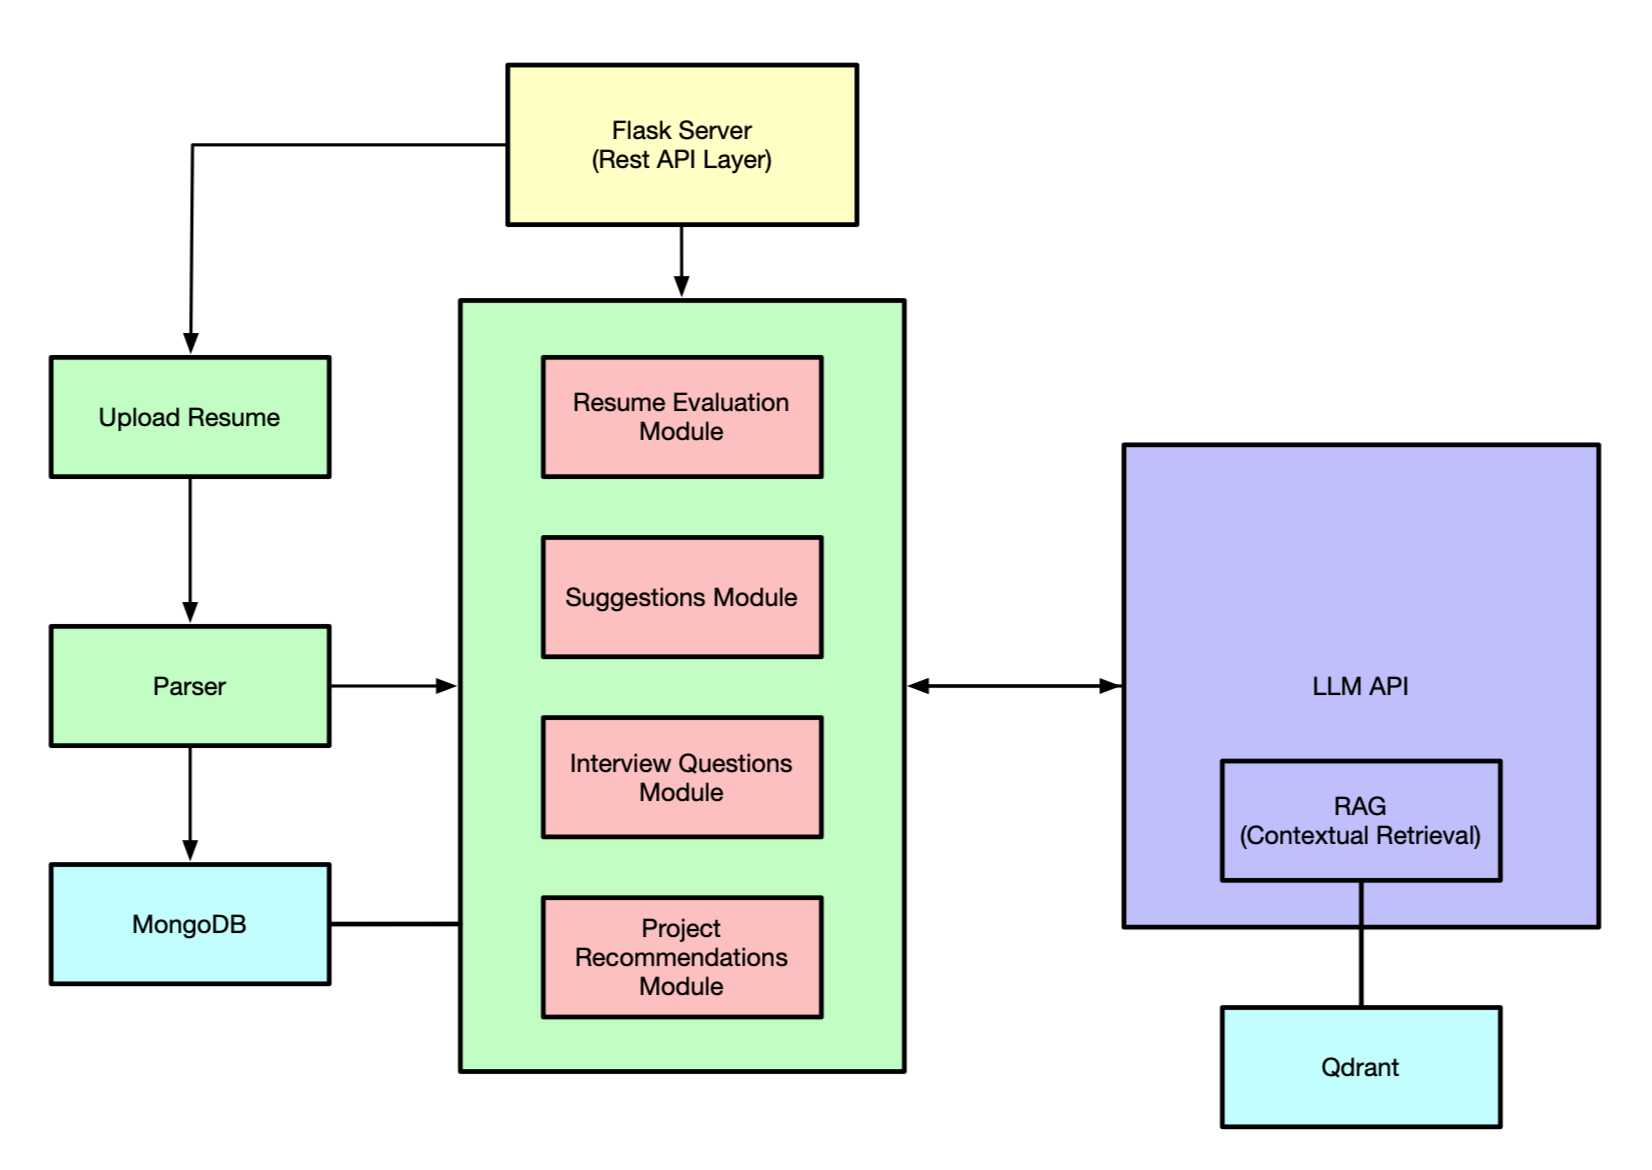 Flask Server
(Rest API Layer)
Upload Resume
Resume Evaluation
Module
Suggestions Module
Parser
LLM API
Interview Questions
Module
RAG
(Contextual Retrieval)
MongoDB
Project
Recommendations
Module
Qdrant